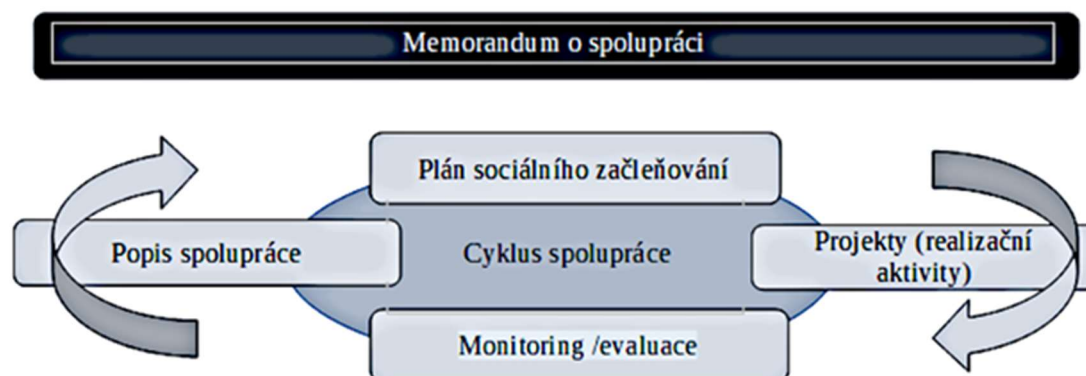 Memorandum o spolupráci
Plán sociálního začleňování
Popis spolupráce
Cyklus spolupráce
Projekty (realizační
aktivity)
Monitoring /evaluace